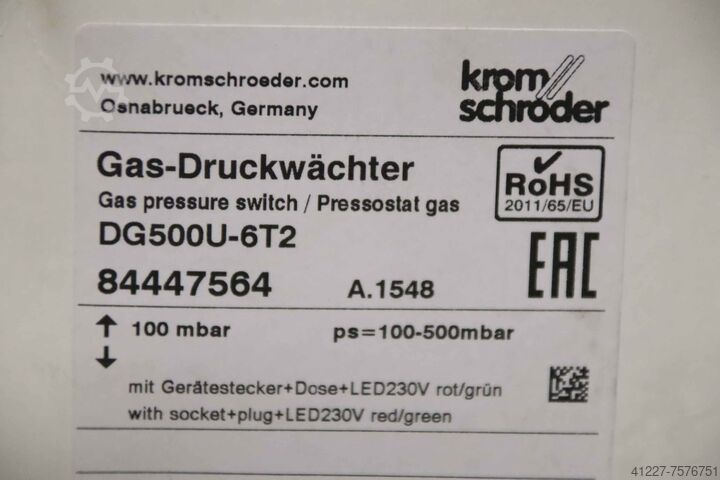 www.kromschroeder.com
Osnabrueck, Germany
krom
schröder
Gas-Druckwächter
Gas pressure switch / Pressostat gas
DG500U-6T2
84447564 A.1548
RoHS
2011/65/EU
EAC
↑ 100 mbar ps=100-500mbar
↓
mit Gerätestecker+Dose+LED230V rot/grün
with socket+plug+LED230V red/green
41227-7576751